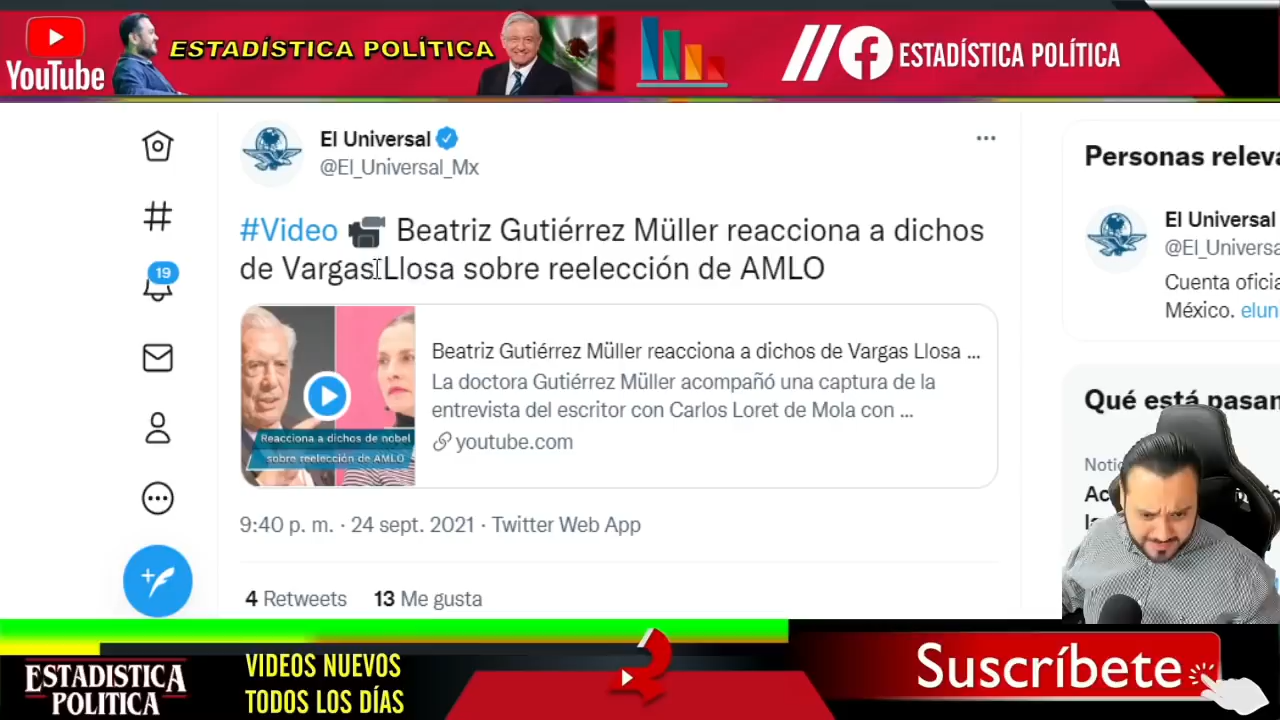 YouTube
ESTADÍSTICA POLÍTICA
ESTADÍSTICA POLÍTICA
El Universal
@El_Universal_Mx
#Video Beatriz Gutiérrez Müller reacciona a dichos
de Vargas Llosa sobre reelección de AMLO
Beatriz Gutiérrez Müller reacciona a dichos de Vargas Llosa ...
La doctora Gutiérrez Müller acompañó una captura de la
entrevista del escritor con Carlos Loret de Mola con ...
youtube.com
Reacciona a dichos de nobel
sobre reelección de AMLO
9:40 p. m. · 24 sept. 2021 · Twitter Web App
4 Retweets 13 Me gusta
19
Personas releva
El Universal
@El_Universa
Cuenta oficia
México. elun
Qué está pasan
Notic
Ac
ESTADISTICA
POLÍTICA
VIDEOS NUEVOS
TODOS LOS DÍAS
Suscríbete